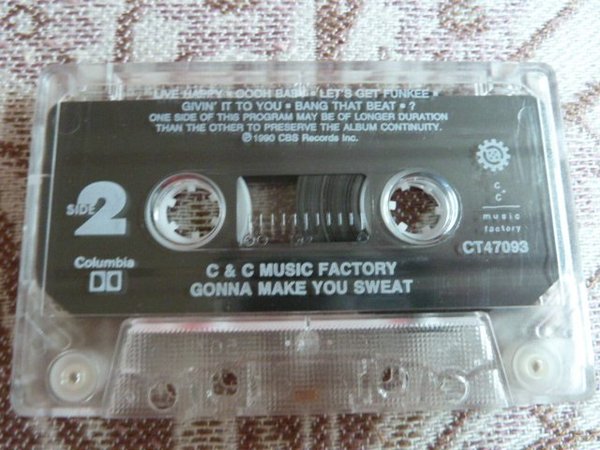 LIVE HAPPY • OOOH BABY • LET'S GET FUNKEE •
GIVIN' IT TO YOU • BANG THAT BEAT • ?
ONE SIDE OF THIS PROGRAM MAY BE OF LONGER DURATION
THAN THE OTHER TO PRESERVE THE ALBUM CONTINUITY.
℗1990 CBS Records Inc.
SIDE 2
C+C
music
factory
CT47093
Columbia
C & C MUSIC FACTORY
GONNA MAKE YOU SWEAT